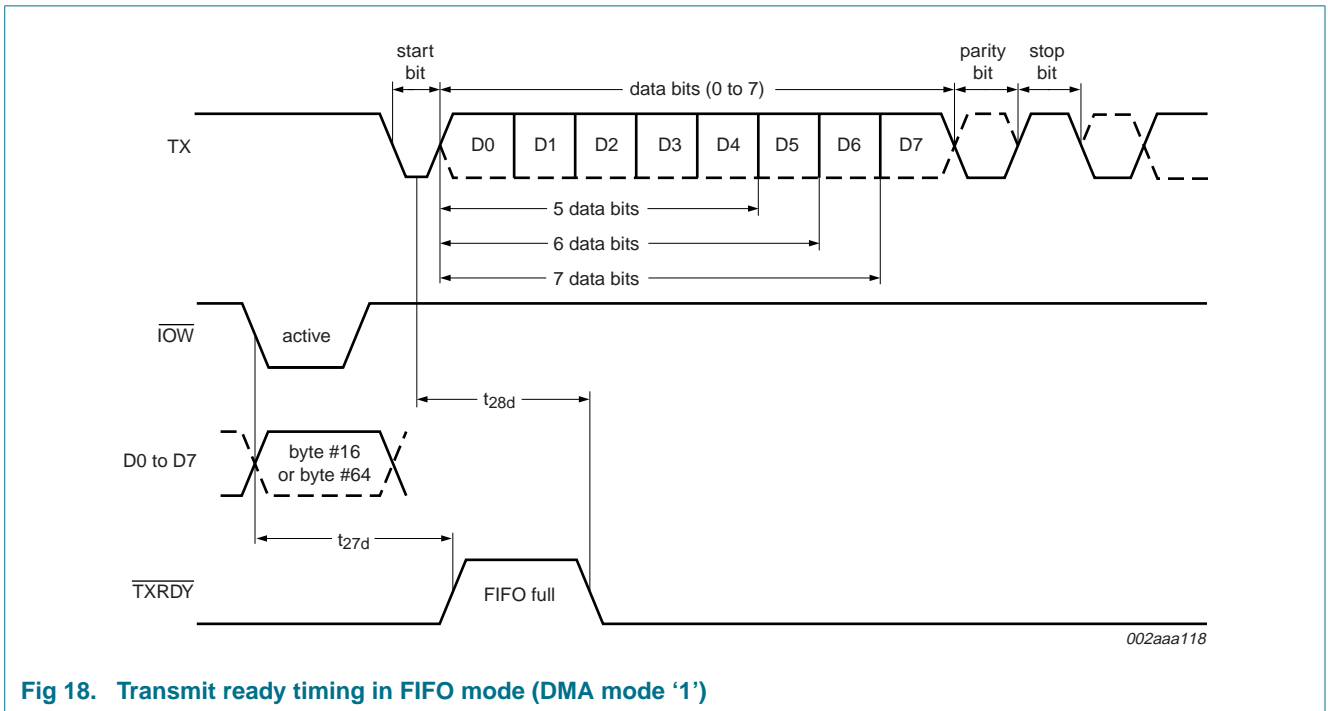 start
bit
data bits (0 to 7)
parity
bit
stop
bit
TX
D0
D1
D2
D3
D4
D5
D6
D7
5 data bits
6 data bits
7 data bits
IOW
active
t28d
D0 to D7
byte #16
or byte #64
t27d
TXRDY
FIFO full
002aaa118
Fig 18. Transmit ready timing in FIFO mode (DMA mode ‘1’)